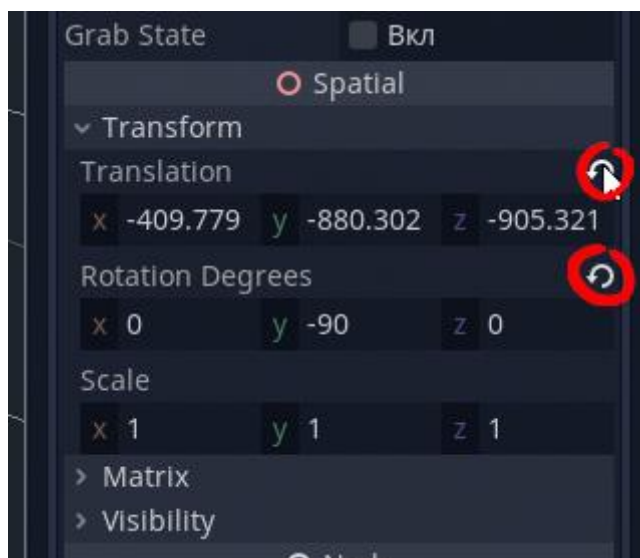 Grab State Вкл
Spatial
Transform
Translation
x -409.779 y -880.302 z -905.321
Rotation Degrees
x 0 y -90 z 0
Scale
x 1 y 1 z 1
Matrix
Visibility